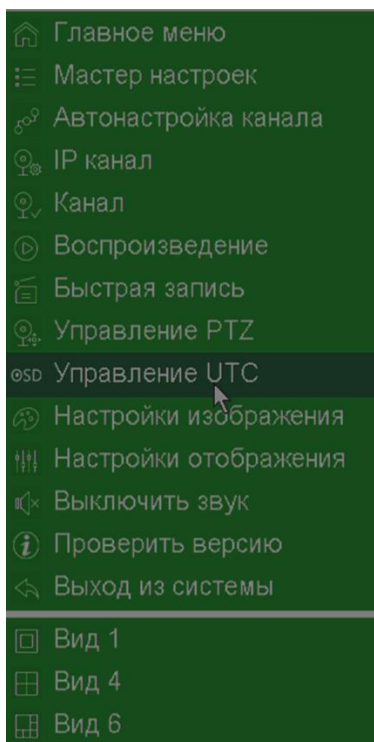 Главное меню
Мастер настроек
Автонастройка канала
IP канал
Канал
Воспроизведение
Быстрая запись
Управление PTZ
OSD Управление UTC
Настройки изображения
Настройки отображения
Выключить звук
Проверить версию
Выход из системы
Вид 1
Вид 4
Вид 6